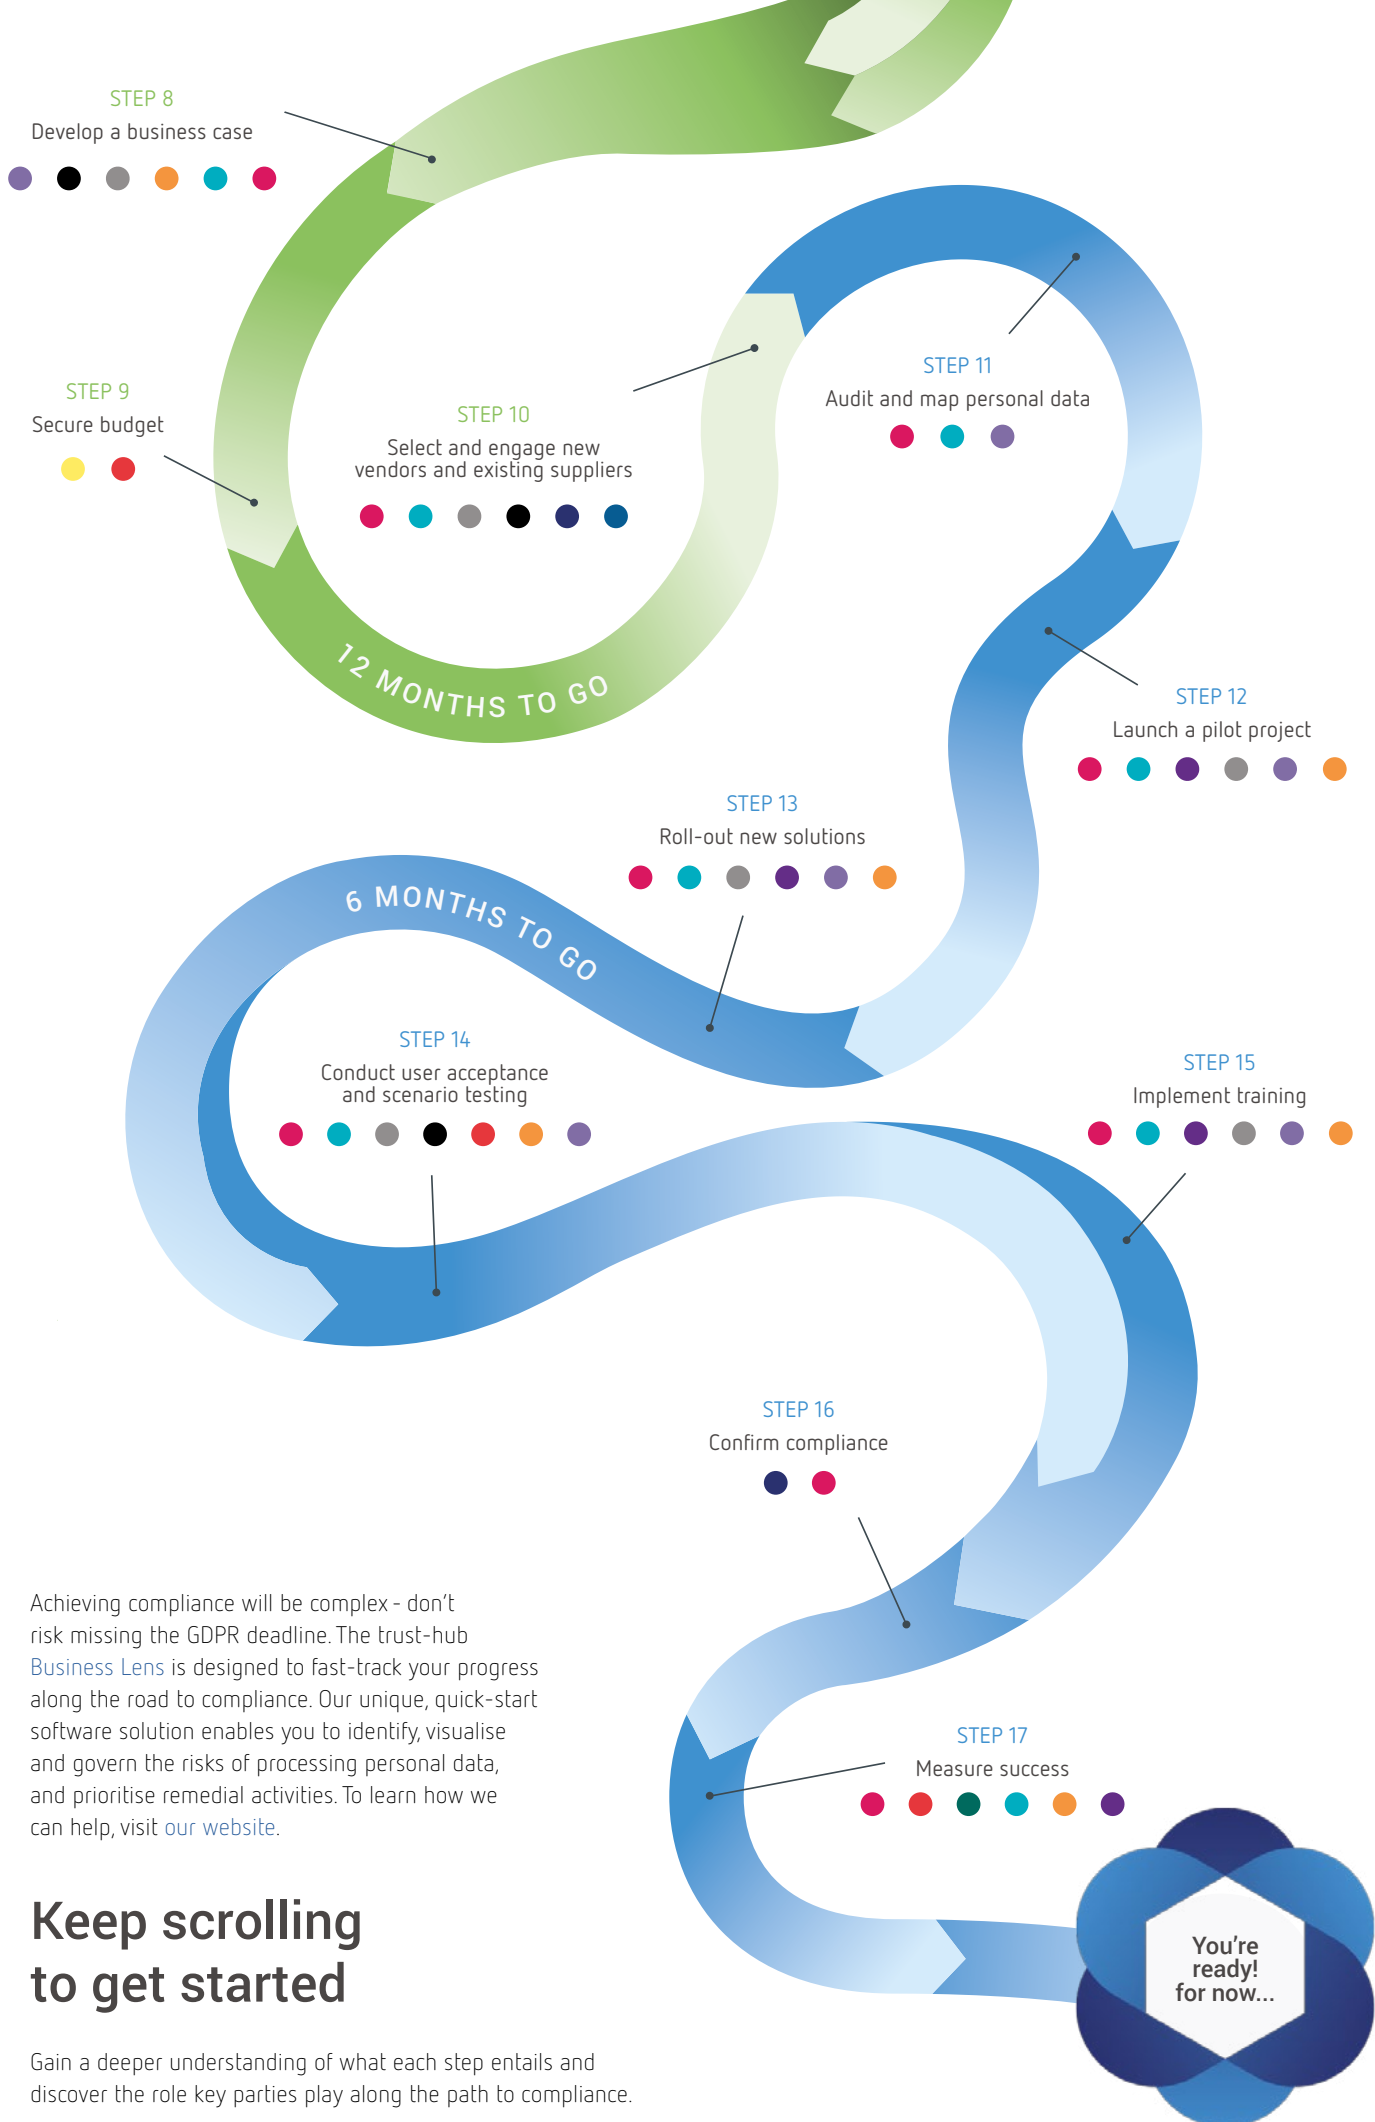 STEP 8
Develop a business case
STEP 9
Secure budget
STEP 10
Select and engage new
vendors and existing suppliers
STEP 11
Audit and map personal data
12 MONTHS TO GO
STEP 12
Launch a pilot project
STEP 13
Roll-out new solutions
6 MONTHS TO GO
STEP 14
Conduct user acceptance
and scenario testing
STEP 15
Implement training
STEP 16
Confirm compliance
Achieving compliance will be complex - don't
risk missing the GDPR deadline. The trust-hub
Business Lens is designed to fast-track your progress
along the road to compliance. Our unique, quick-start
software solution enables you to identify, visualise
and govern the risks of processing personal data,
and prioritise remedial activities. To learn how we
can help, visit our website.
STEP 17
Measure success
You're
ready!
for now...
Keep scrolling
to get started
Gain a deeper understanding of what each step entails and
discover the role key parties play along the path to compliance.